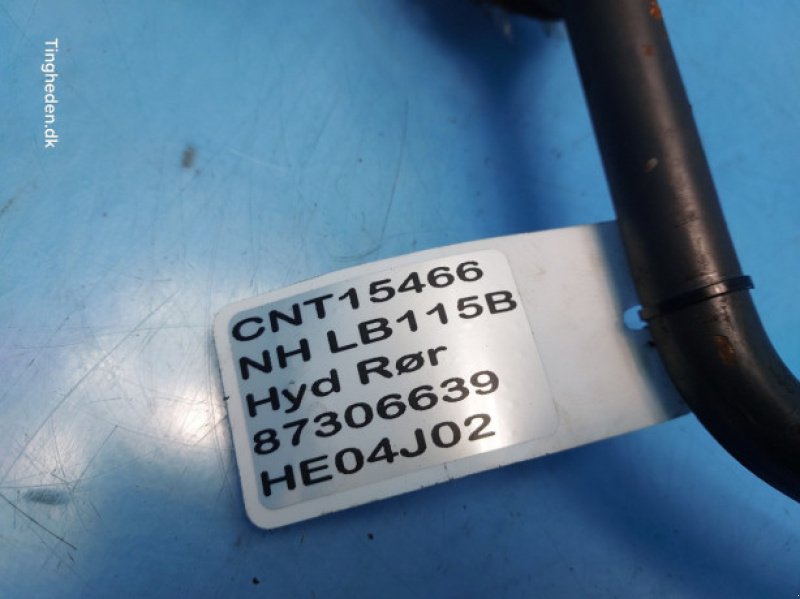 Tingheden.dk
CNT15466
NH LB115B
Hyd Rør
87306639
HE04J02